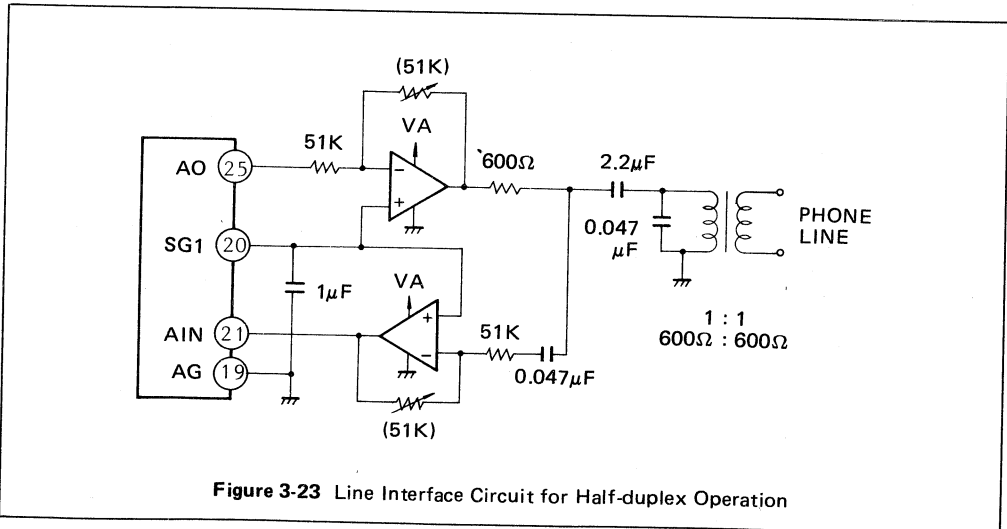 (51K)
VA
51K
AO 25
600Ω
2.2μF
−
+
0.047
μF
PHONE
LINE
SG1 20
1μF
VA
+
−
51K
0.047μF
1 : 1
600Ω : 600Ω
AIN 21
AG 19
(51K)
Figure 3-23 Line Interface Circuit for Half-duplex Operation